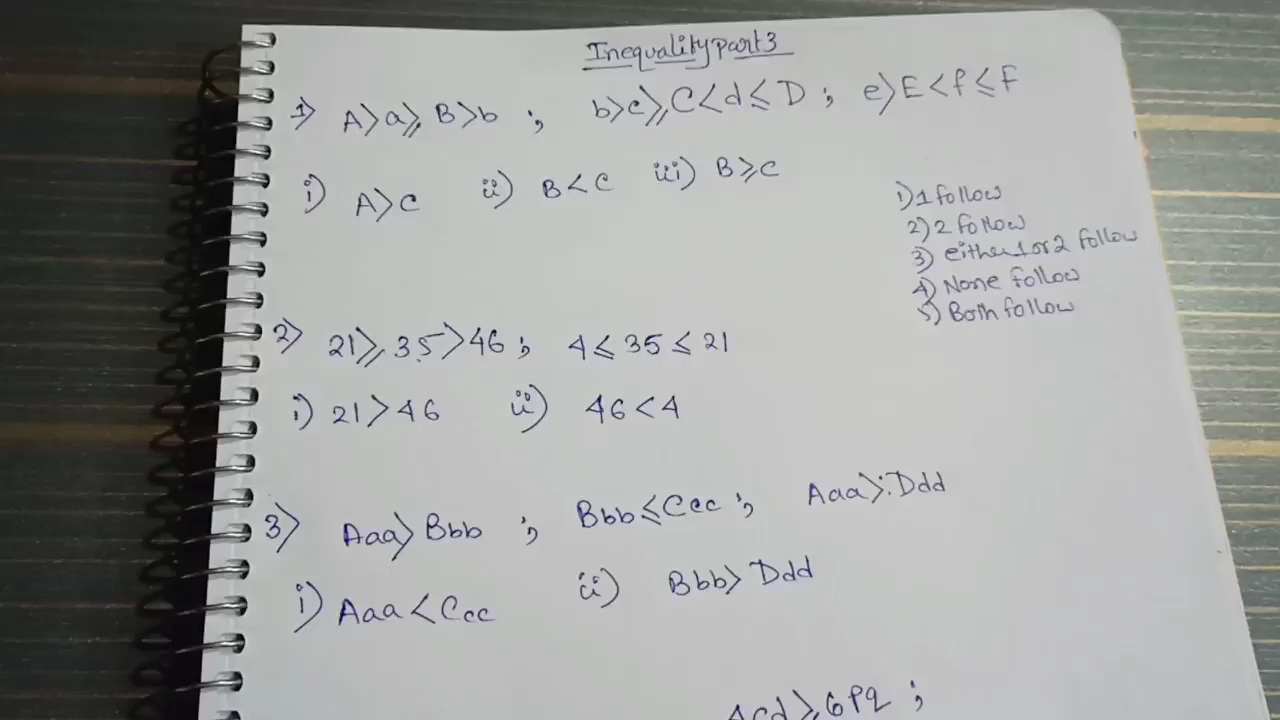 Inequality part 3
1) A>a≥B>b ; b>c≥C<d≤D ; e>E<f≤F
i) A>C ii) B<C iii) B≥C
1) 1 follow
2) 2 follow
3) either 1 or 2 follow
4) None follow
5) Both follow
2) 21≥35>46 ; 4≤35≤21
i) 21>46 ii) 46<4
3) Aaa>Bbb ; Bbb≤Ccc ; Aaa>Ddd
i) Aaa<Ccc ii) Bbb>Ddd
Acd≥6PQ ;